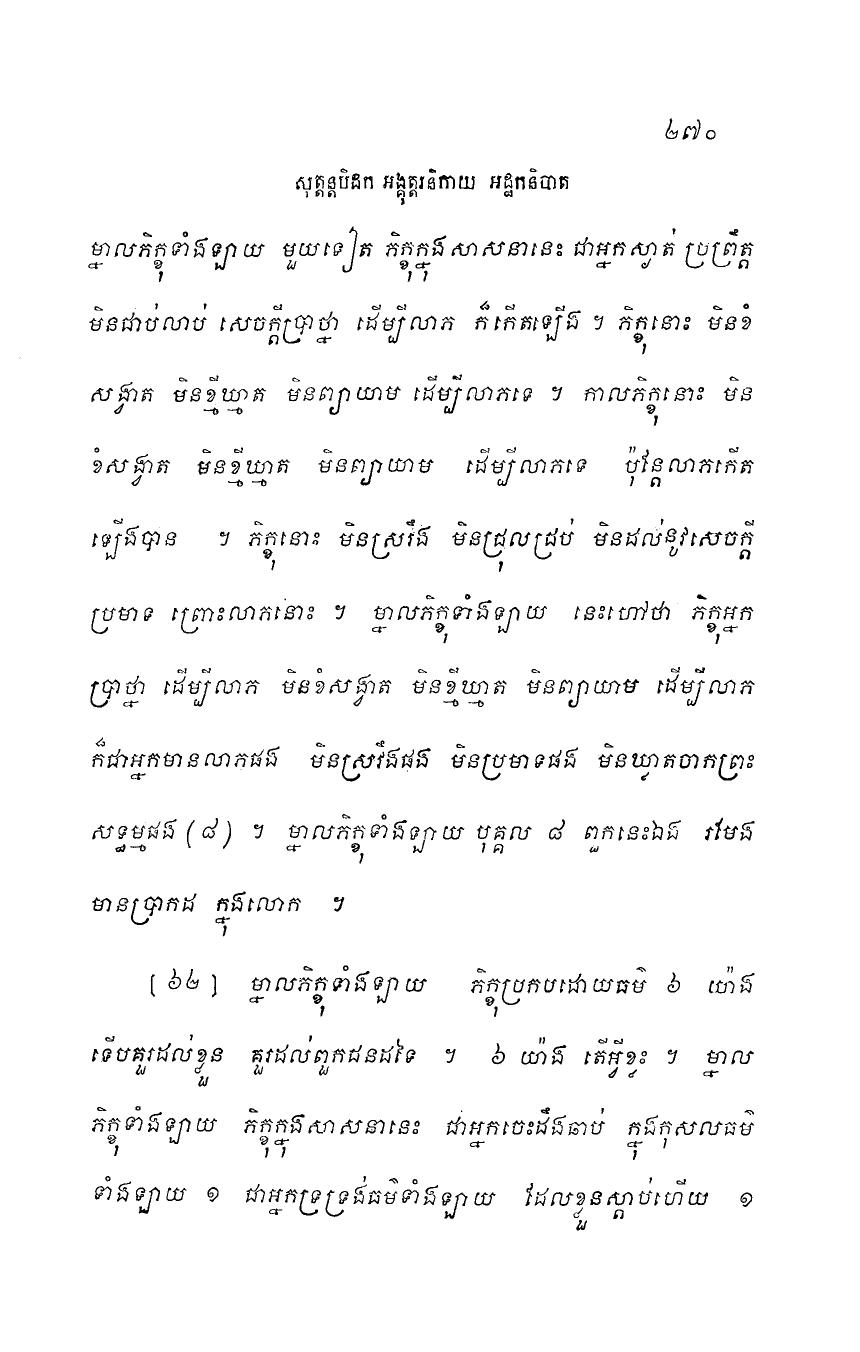 ២៧០
សុត្តន្តបិដក អង្គុត្តរនិកាយ អដ្ឋកនិបាត
ម្នាលភិក្ខុទាំងឡាយ មួយទៀត ភិក្ខុក្នុងសាសនានេះ ជាអ្នកស្ងាត់ ប្រព្រឹត្ត
មិនជាប់លាប់ សេចក្តីប្រាថ្នា ដើម្បីលាភ ក៏កើតឡើង ។ ភិក្ខុនោះ មិនខំ
សង្វាត មិនខ្មីឃ្មាត មិនព្យាយាម ដើម្បីលាភទេ ។ កាលភិក្ខុនោះ មិន
ខំសង្វាត មិនខ្មីឃ្មាត មិនព្យាយាម ដើម្បីលាភទេ ប៉ុន្តែលាភកើត
ឡើងបាន ។ ភិក្ខុនោះ មិនស្រវឹង មិនជ្រុលជ្រប់ មិនដល់នូវសេចក្តី
ប្រមាទ ព្រោះលាភនោះ ។ ម្នាលភិក្ខុទាំងឡាយ នេះហៅថា ភិក្ខុអ្នក
ប្រាថ្នា ដើម្បីលាភ មិនខំសង្វាត មិនខ្មីឃ្មាត មិនព្យាយាម ដើម្បីលាភ
ក៏ជាអ្នកមានលាភផង មិនស្រវឹងផង មិនប្រមាទផង មិនឃ្លាតចាកព្រះ
សទ្ធម្មផង (៨) ។ ម្នាលភិក្ខុទាំងឡាយ បុគ្គល ៨ ពួកនេះឯង រមែង
មានប្រាកដ ក្នុងលោក ។
[ ៦២ ] ម្នាលភិក្ខុទាំងឡាយ ភិក្ខុប្រកបដោយធម៌ ៦ យ៉ាង
ទើបគួរដល់ខ្លួន គួរដល់ពួកជនដទៃ ។ ៦ យ៉ាង តើអ្វីខ្លះ ។ ម្នាល
ភិក្ខុទាំងឡាយ ភិក្ខុក្នុងសាសនានេះ ជាអ្នកចេះដឹងឆាប់ ក្នុងកុសលធម៌
ទាំងឡាយ ១ ជាអ្នកទ្រទ្រង់ធម៌ទាំងឡាយ ដែលខ្លួនស្តាប់ហើយ ១